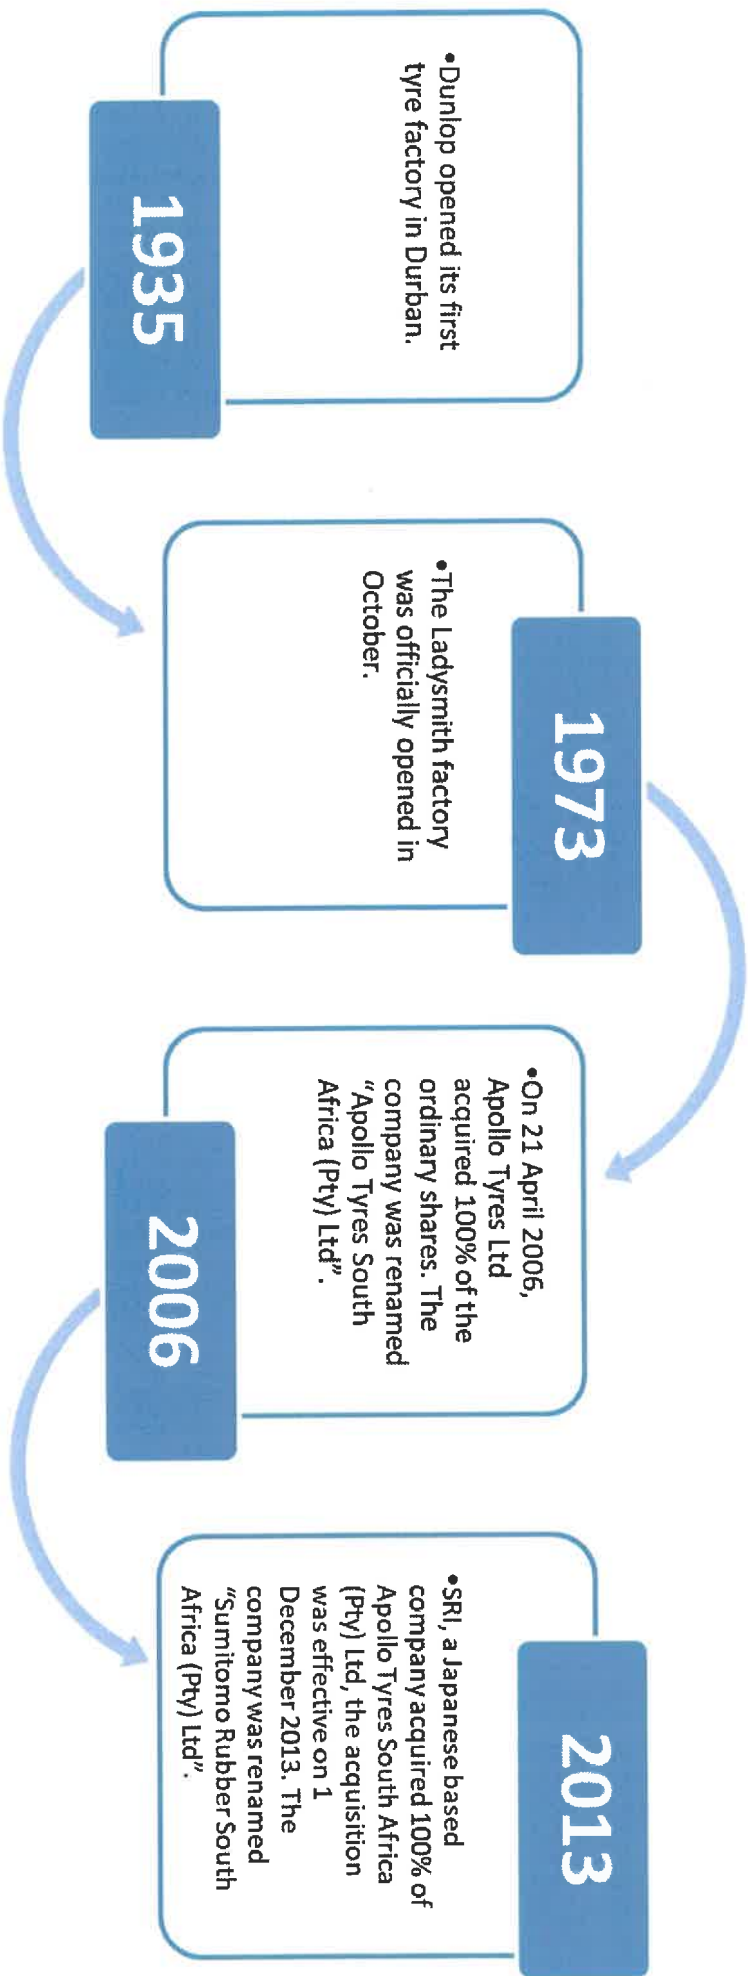 •Dunlop opened its first
tyre factory in Durban.
1935
1973
•The Ladysmith factory
was officially opened in
October.
•On 21 April 2006,
Apollo Tyres Ltd
acquired 100% of the
ordinary shares. The
company was renamed
“Apollo Tyres South
Africa (Pty) Ltd”.
2006
2013
•SRI, a Japanese based
company acquired 100% of
Apollo Tyres South Africa
(Pty) Ltd, the acquisition
was effective on 1
December 2013. The
company was renamed
“Sumitomo Rubber South
Africa (Pty) Ltd”.